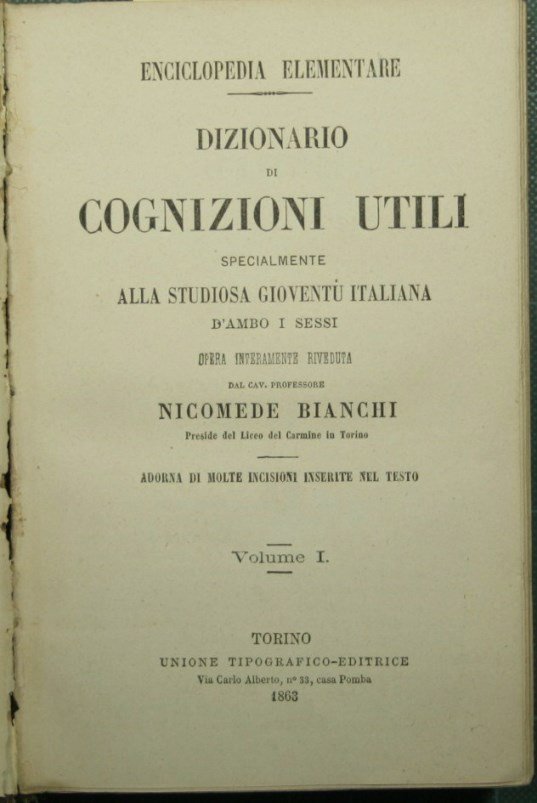 ENCICLOPEDIA ELEMENTARE
DIZIONARIO
DI
COGNIZIONI UTILI
SPECIALMENTE
ALLA STUDIOSA GIOVENTÙ ITALIANA
D'AMBO I SESSI
OPERA INTERAMENTE RIVEDUTA
DAL CAV. PROFESSORE
NICOMEDE BIANCHI
Preside del Liceo del Carmine in Torino
ADORNA DI MOLTE INCISIONI INSERITE NEL TESTO
Volume I.
TORINO
UNIONE TIPOGRAFICO-EDITRICE
Via Carlo Alberto, nº 33, casa Pomba
1863